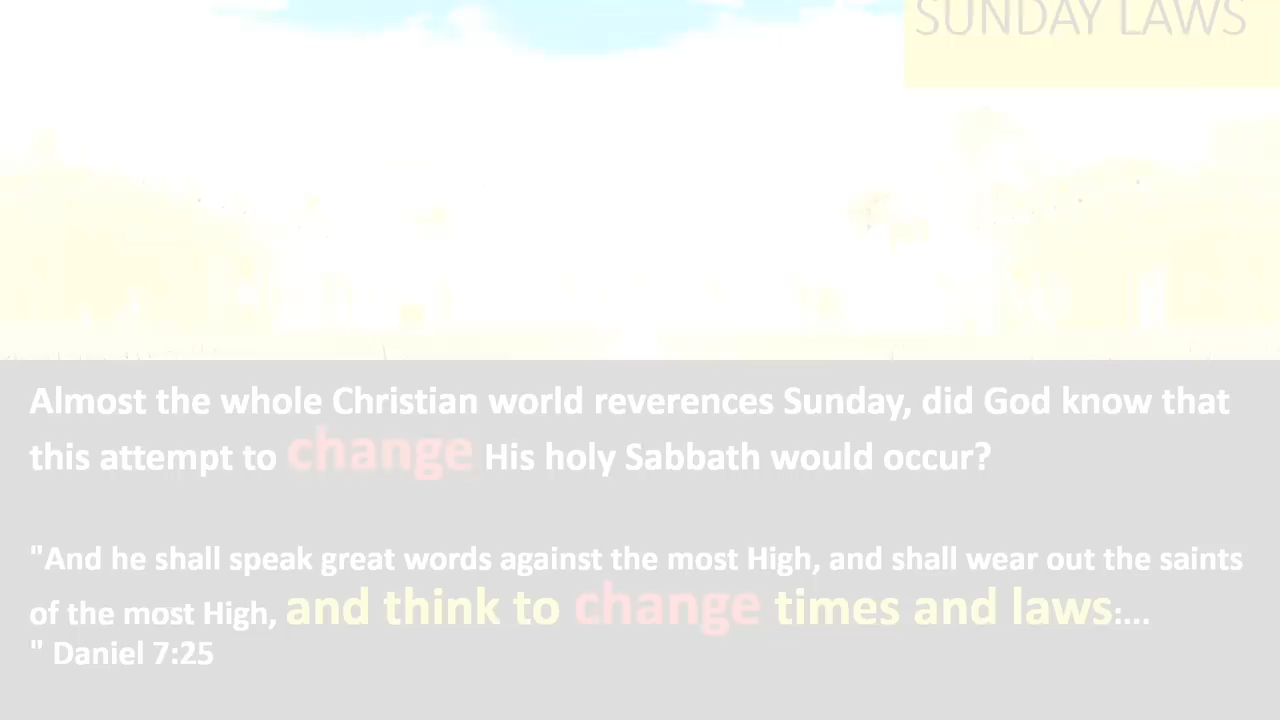 SUNDAY LAWS
Almost the whole Christian world reverences Sunday, did God know that
this attempt to change His holy Sabbath would occur?
"And he shall speak great words against the most High, and shall wear out the saints
of the most High, and think to change times and laws:...
" Daniel 7:25